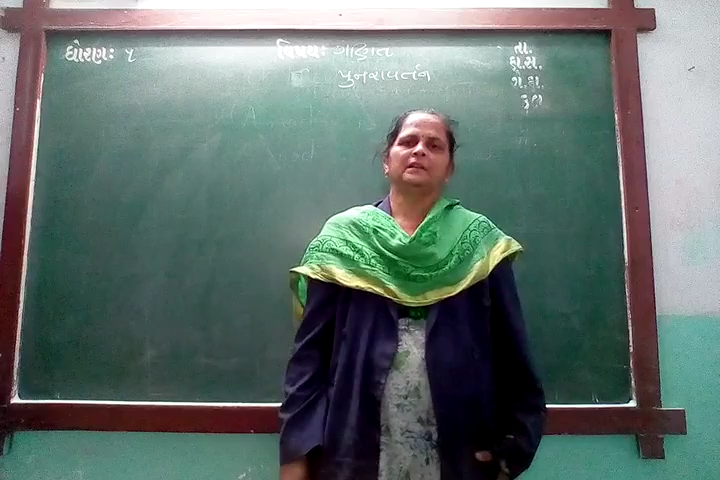 ધોરણઃ ૫ વિષયઃ ગણિત તા.
પુનરાવર્તન હા.સ.
ગે.હા.
કુલ